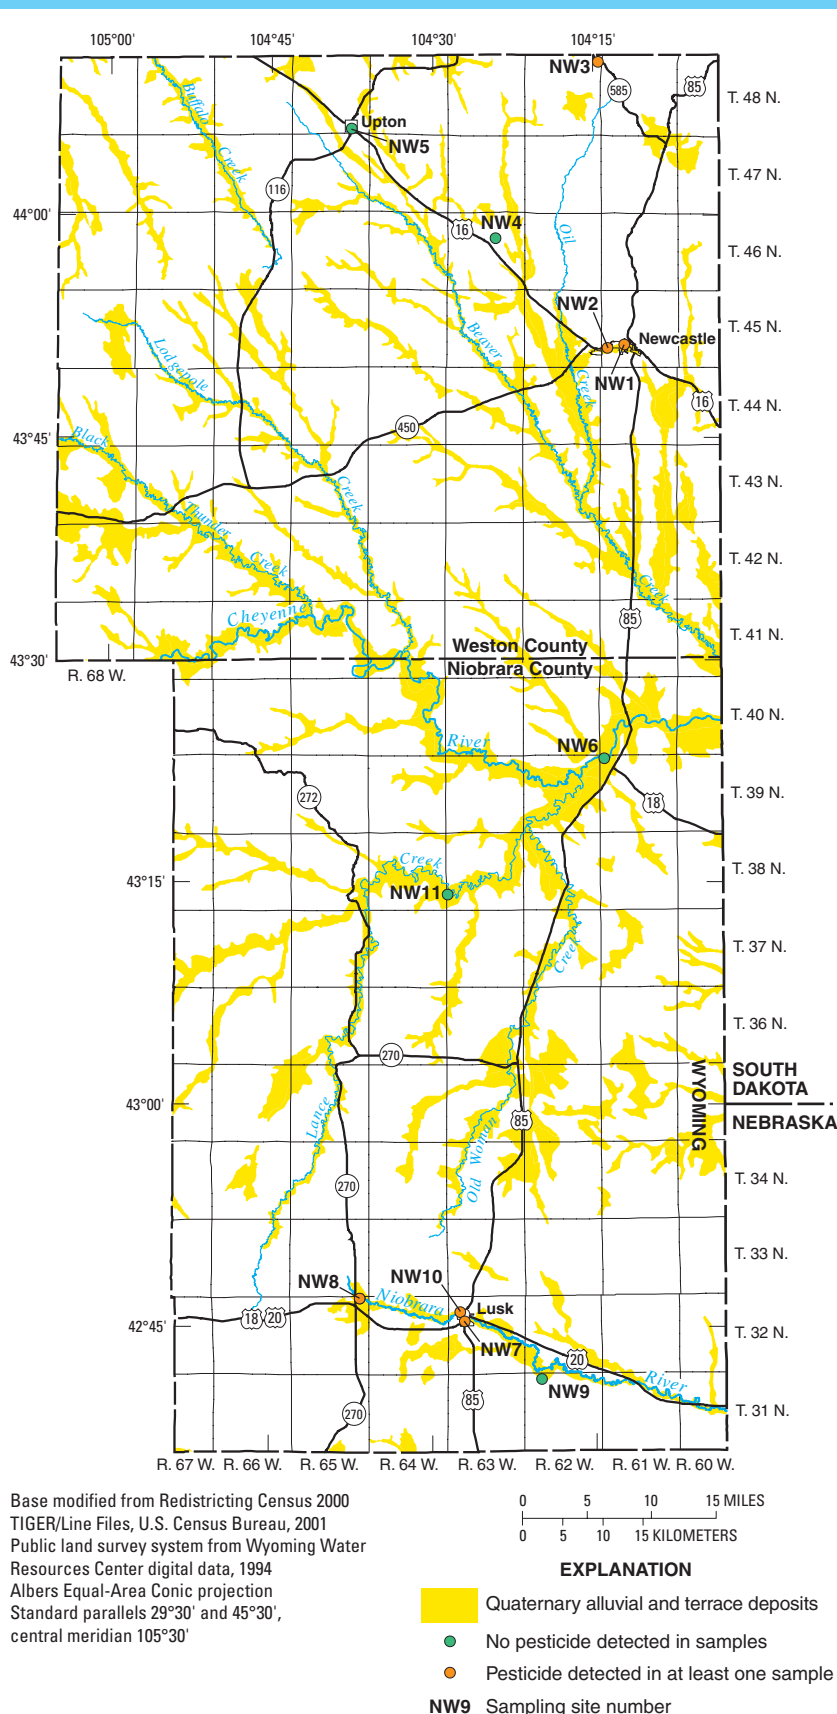 105°00' 104°45' 104°30' 104°15'
NW3
585
85
T. 48 N.
Buffalo Creek
Upton
NW5
T. 47 N.
116
44°00'
16
NW4
Oil Creek
T. 46 N.
NW2
T. 45 N.
Newcastle
Lodgepole Creek
Beaver Creek
NW1
16
T. 44 N.
450
43°45'
Black Thunder Creek
T. 43 N.
T. 42 N.
Cheyenne River
85
T. 41 N.
Weston County
43°30'
Niobrara County
R. 68 W.
T. 40 N.
NW6
T. 39 N.
272
18
Creek
T. 38 N.
43°15'
NW11
T. 37 N.
Creek
T. 36 N.
270
WYOMING
SOUTH
DAKOTA
43°00'
NEBRASKA
Lance
85
Old Woman
T. 34 N.
270
T. 33 N.
NW8
NW10
Niobrara River
Lusk
18 20
42°45'
T. 32 N.
NW7
20
NW9
85
270
T. 31 N.
R. 67 W. R. 66 W. R. 65 W. R. 64 W. R. 63 W. R. 62 W. R. 61 W. R. 60 W.
Base modified from Redistricting Census 2000
TIGER/Line Files, U.S. Census Bureau, 2001
Public land survey system from Wyoming Water
Resources Center digital data, 1994
Albers Equal-Area Conic projection
Standard parallels 29°30' and 45°30',
central meridian 105°30'
0 5 10 15 MILES
0 5 10 15 KILOMETERS
EXPLANATION
Quaternary alluvial and terrace deposits
No pesticide detected in samples
Pesticide detected in at least one sample
NW9 Sampling site number